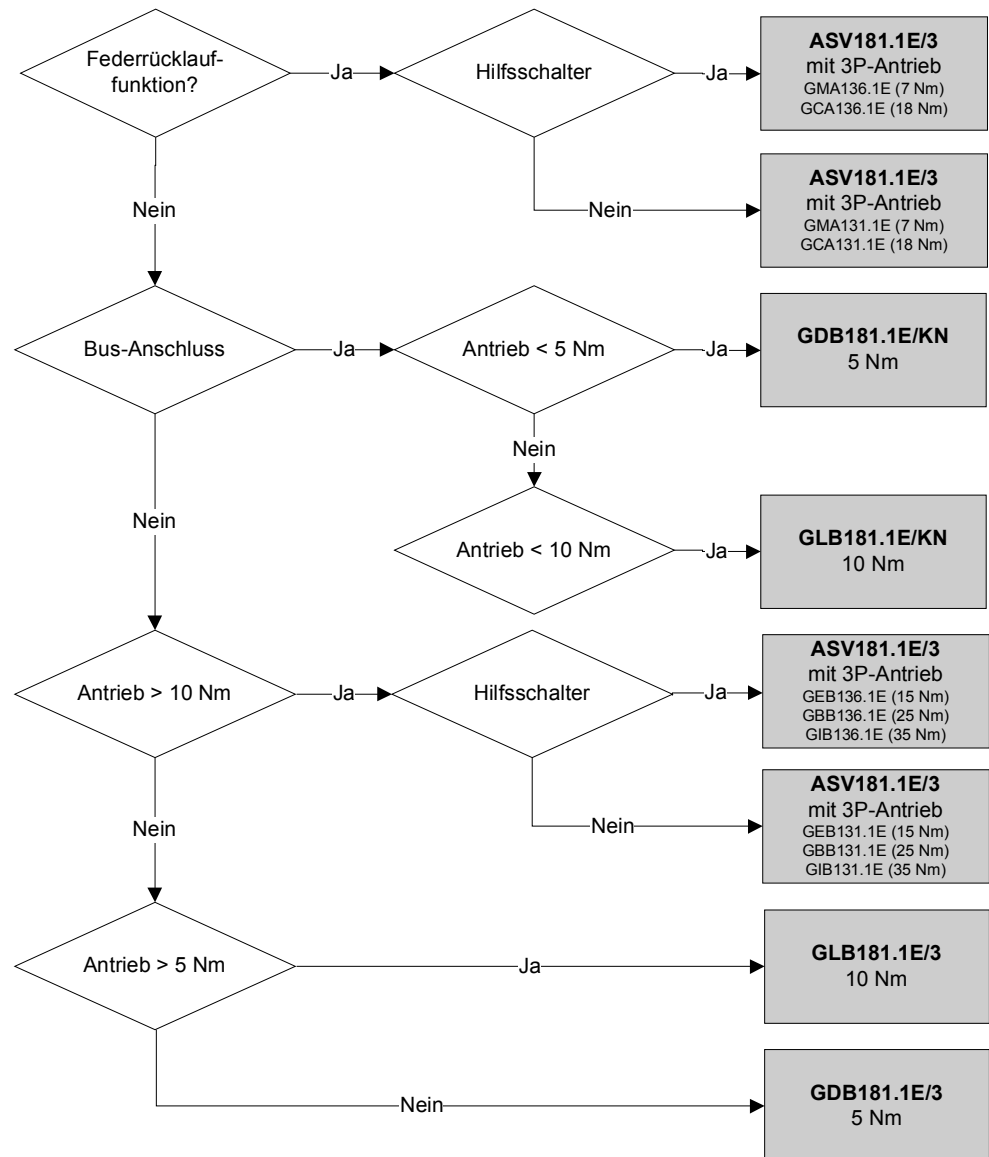 Federrücklauf-
funktion?
Ja
Hilfsschalter
Ja
ASV181.1E/3
mit 3P-Antrieb
GMA136.1E (7 Nm)
GCA136.1E (18 Nm)
Nein
Nein
ASV181.1E/3
mit 3P-Antrieb
GMA131.1E (7 Nm)
GCA131.1E (18 Nm)
Bus-Anschluss
Ja
Antrieb < 5 Nm
Ja
GDB181.1E/KN
5 Nm
Nein
Nein
Antrieb < 10 Nm
Ja
GLB181.1E/KN
10 Nm
Antrieb > 10 Nm
Ja
Hilfsschalter
Ja
ASV181.1E/3
mit 3P-Antrieb
GEB136.1E (15 Nm)
GBB136.1E (25 Nm)
GIB136.1E (35 Nm)
Nein
Nein
ASV181.1E/3
mit 3P-Antrieb
GEB131.1E (15 Nm)
GBB131.1E (25 Nm)
GIB131.1E (35 Nm)
Antrieb > 5 Nm
Ja
GLB181.1E/3
10 Nm
Nein
GDB181.1E/3
5 Nm